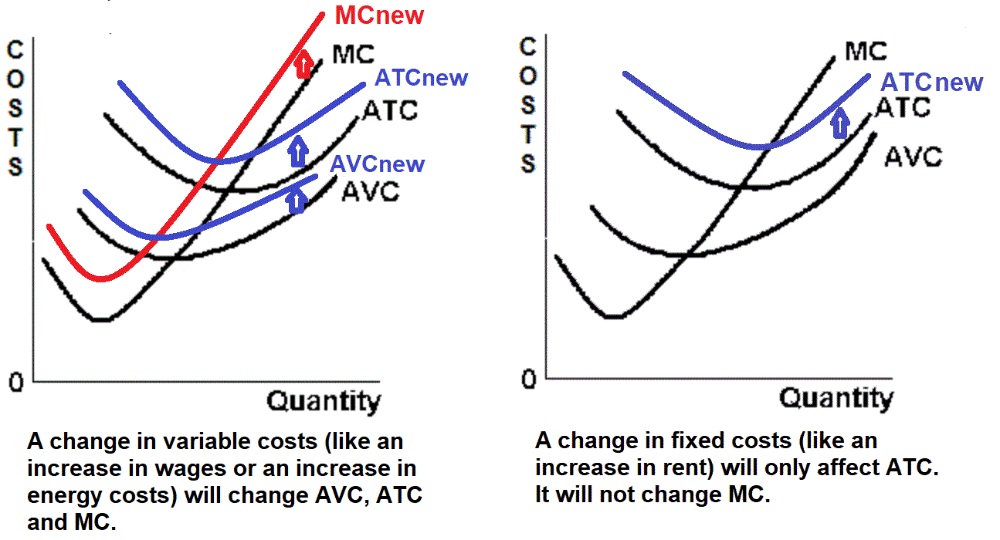 COSTS
MCnew
MC
ATCnew
ATC
AVCnew
AVC
0
Quantity
A change in variable costs (like an
increase in wages or an increase in
energy costs) will change AVC, ATC
and MC.
COSTS
MC
ATCnew
ATC
AVC
0
Quantity
A change in fixed costs (like an
increase in rent) will only affect ATC.
It will not change MC.